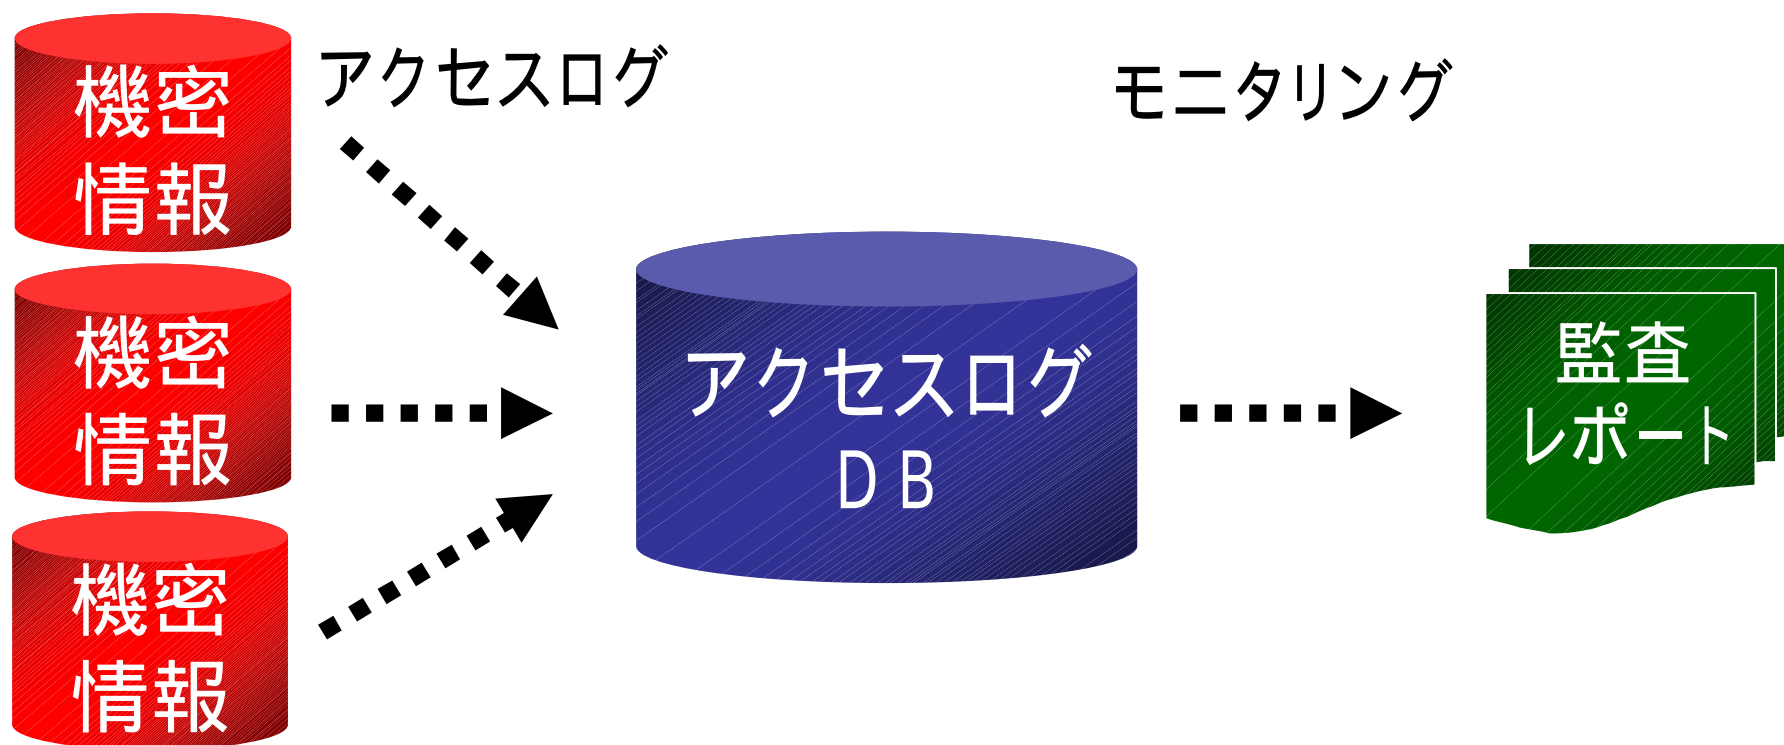 機密
情報
アクセスログ
モニタリング
機密
情報
アクセスログ
ＤＢ
監査
レポート
機密
情報